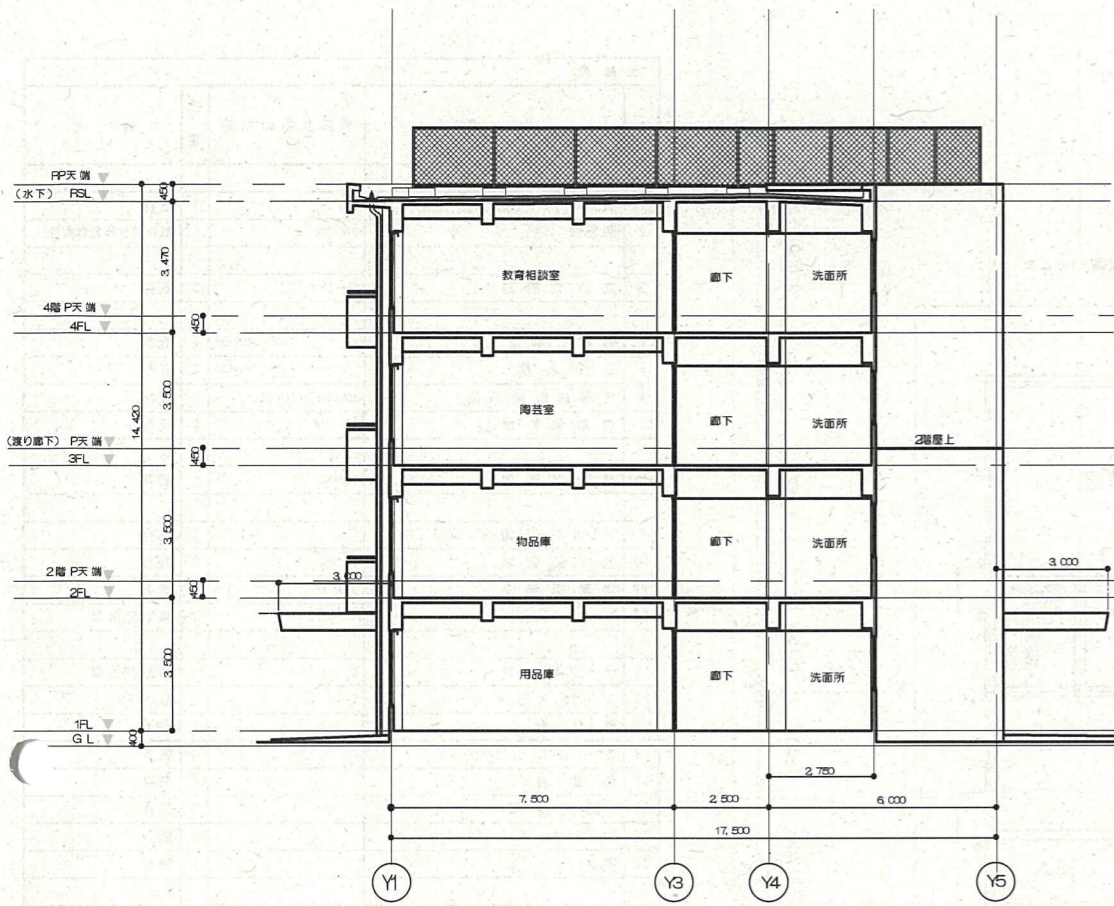 RP天端
(水下) RSL
450
3,470
教育相談室
廊下
洗面所
4階 P天端
4FL
450
3,500
陶芸室
廊下
洗面所
14,420
(渡り廊下) P天端
3FL
450
2階屋上
3,500
物品庫
廊下
洗面所
2階 P天端
2FL
450
3,000
3,000
3,500
用品庫
廊下
洗面所
1FL
GL
400
2,750
7,500
2,500
6,000
17,500
Y1
Y3
Y4
Y5